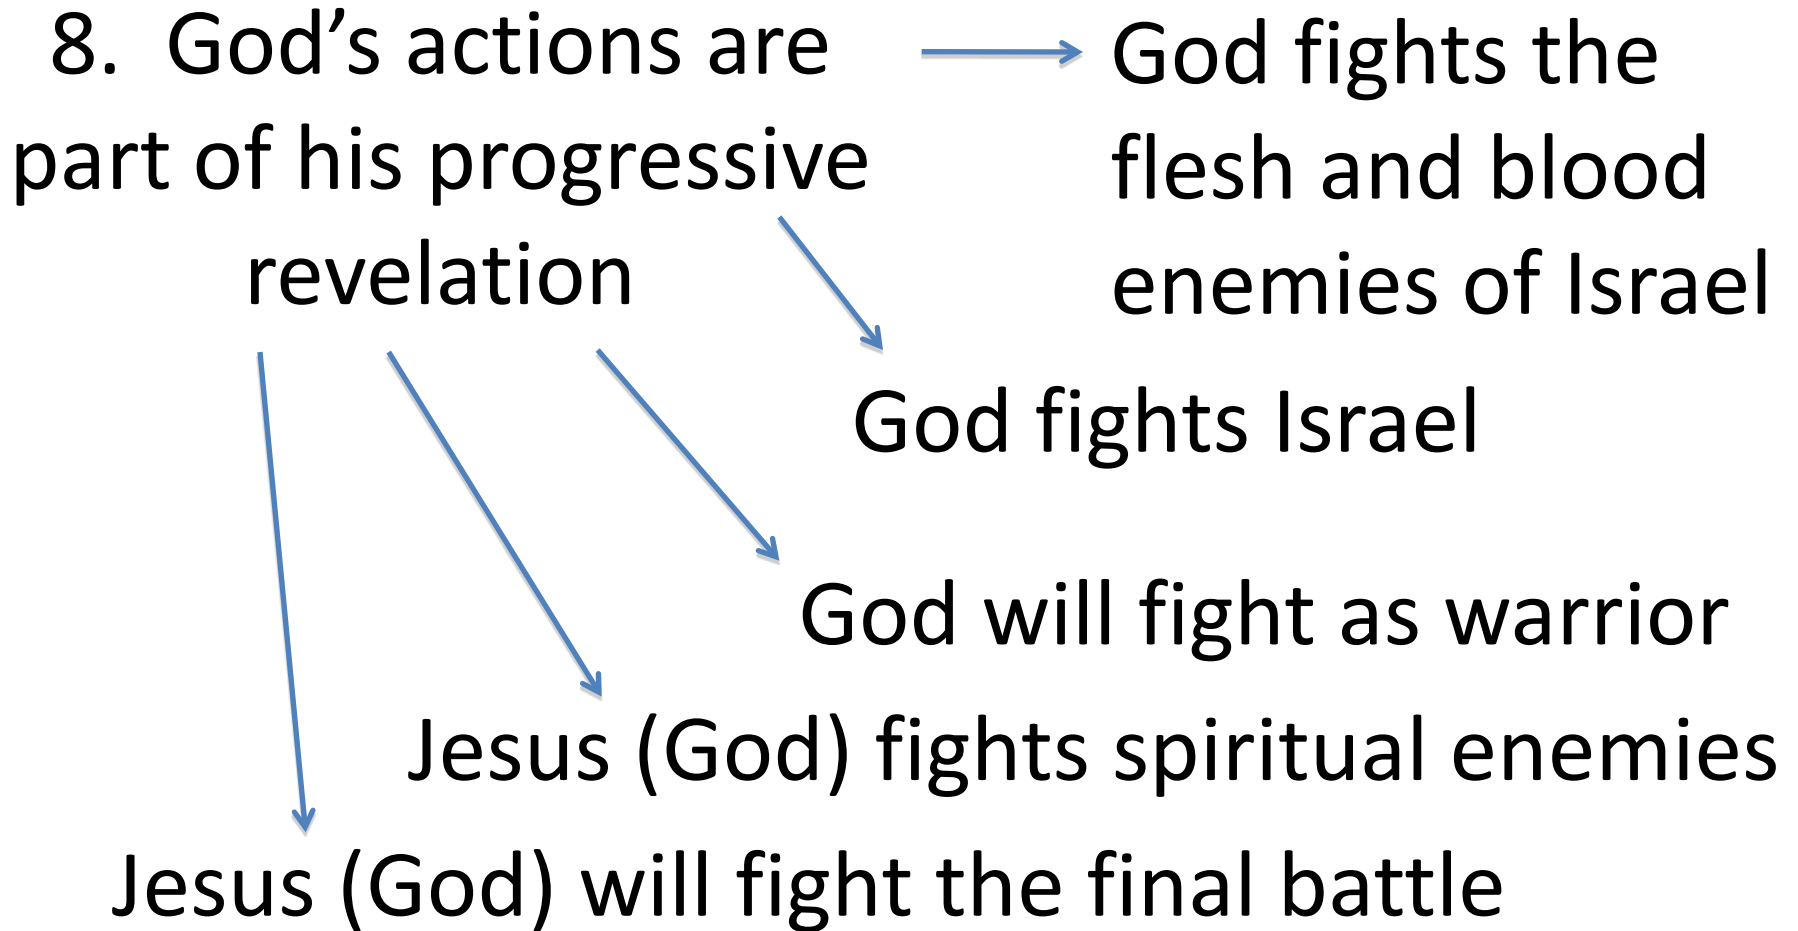 8. God’s actions are
part of his progressive
revelation
God fights the
flesh and blood
enemies of Israel
God fights Israel
God will fight as warrior
Jesus (God) fights spiritual enemies
Jesus (God) will fight the final battle